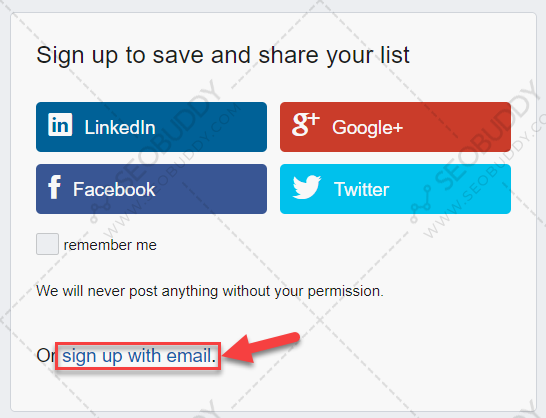 Sign up to save and share your list
in LinkedIn
g+ Google+
f Facebook
Twitter
remember me
We will never post anything without your permission.
Or sign up with email.
SEOBUDDY
WWW.SEOBUDDY.COM
SEOBUDDY
WWW.SEOBUDDY.COM